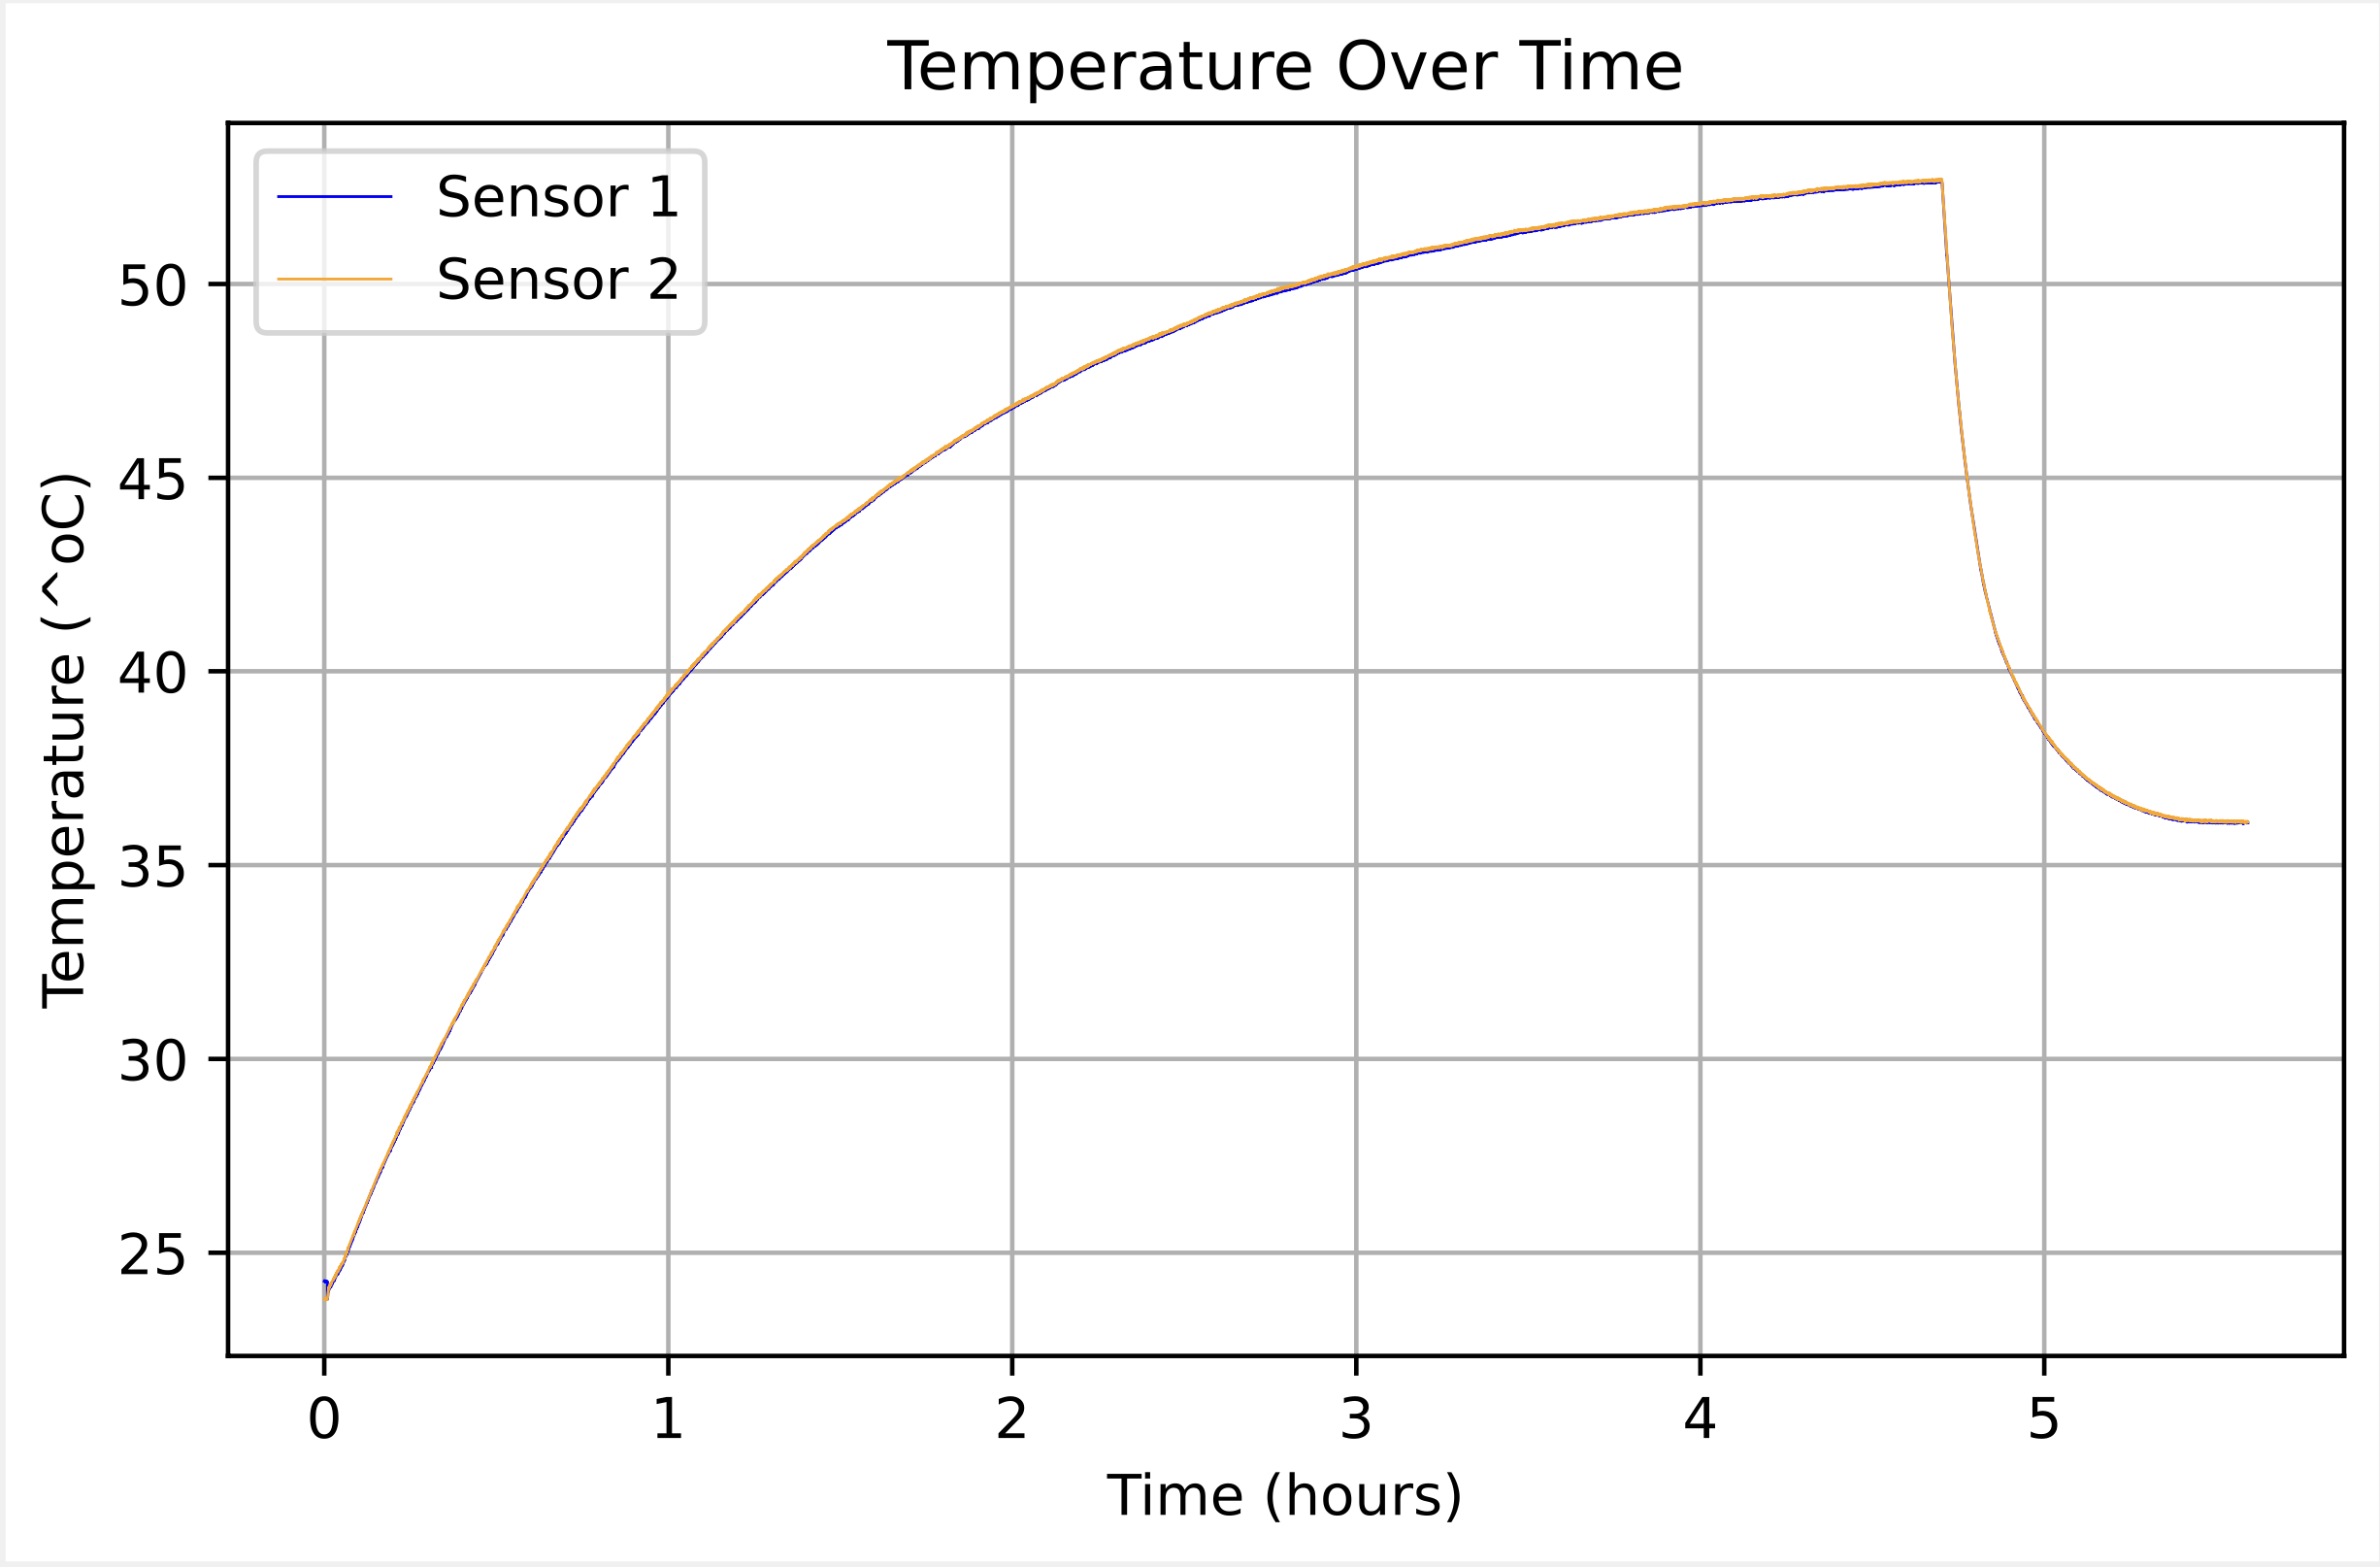 Temperature Over Time
Sensor 1
Sensor 2
Temperature (^oC)
50
45
40
35
30
25
0 1 2 3 4 5
Time (hours)